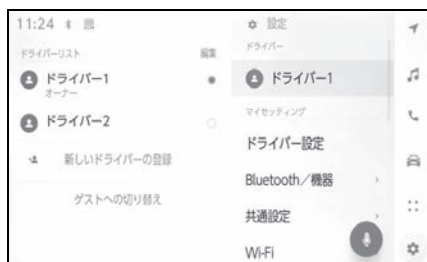 11:24
ドライバーリスト
編集
ドライバー1
オーナー
ドライバー2
新しいドライバーの登録
ゲストへの切り替え
設定
ドライバー
ドライバー1
マイセッティング
ドライバー設定
Bluetooth／機器
共通設定
Wi-Fi